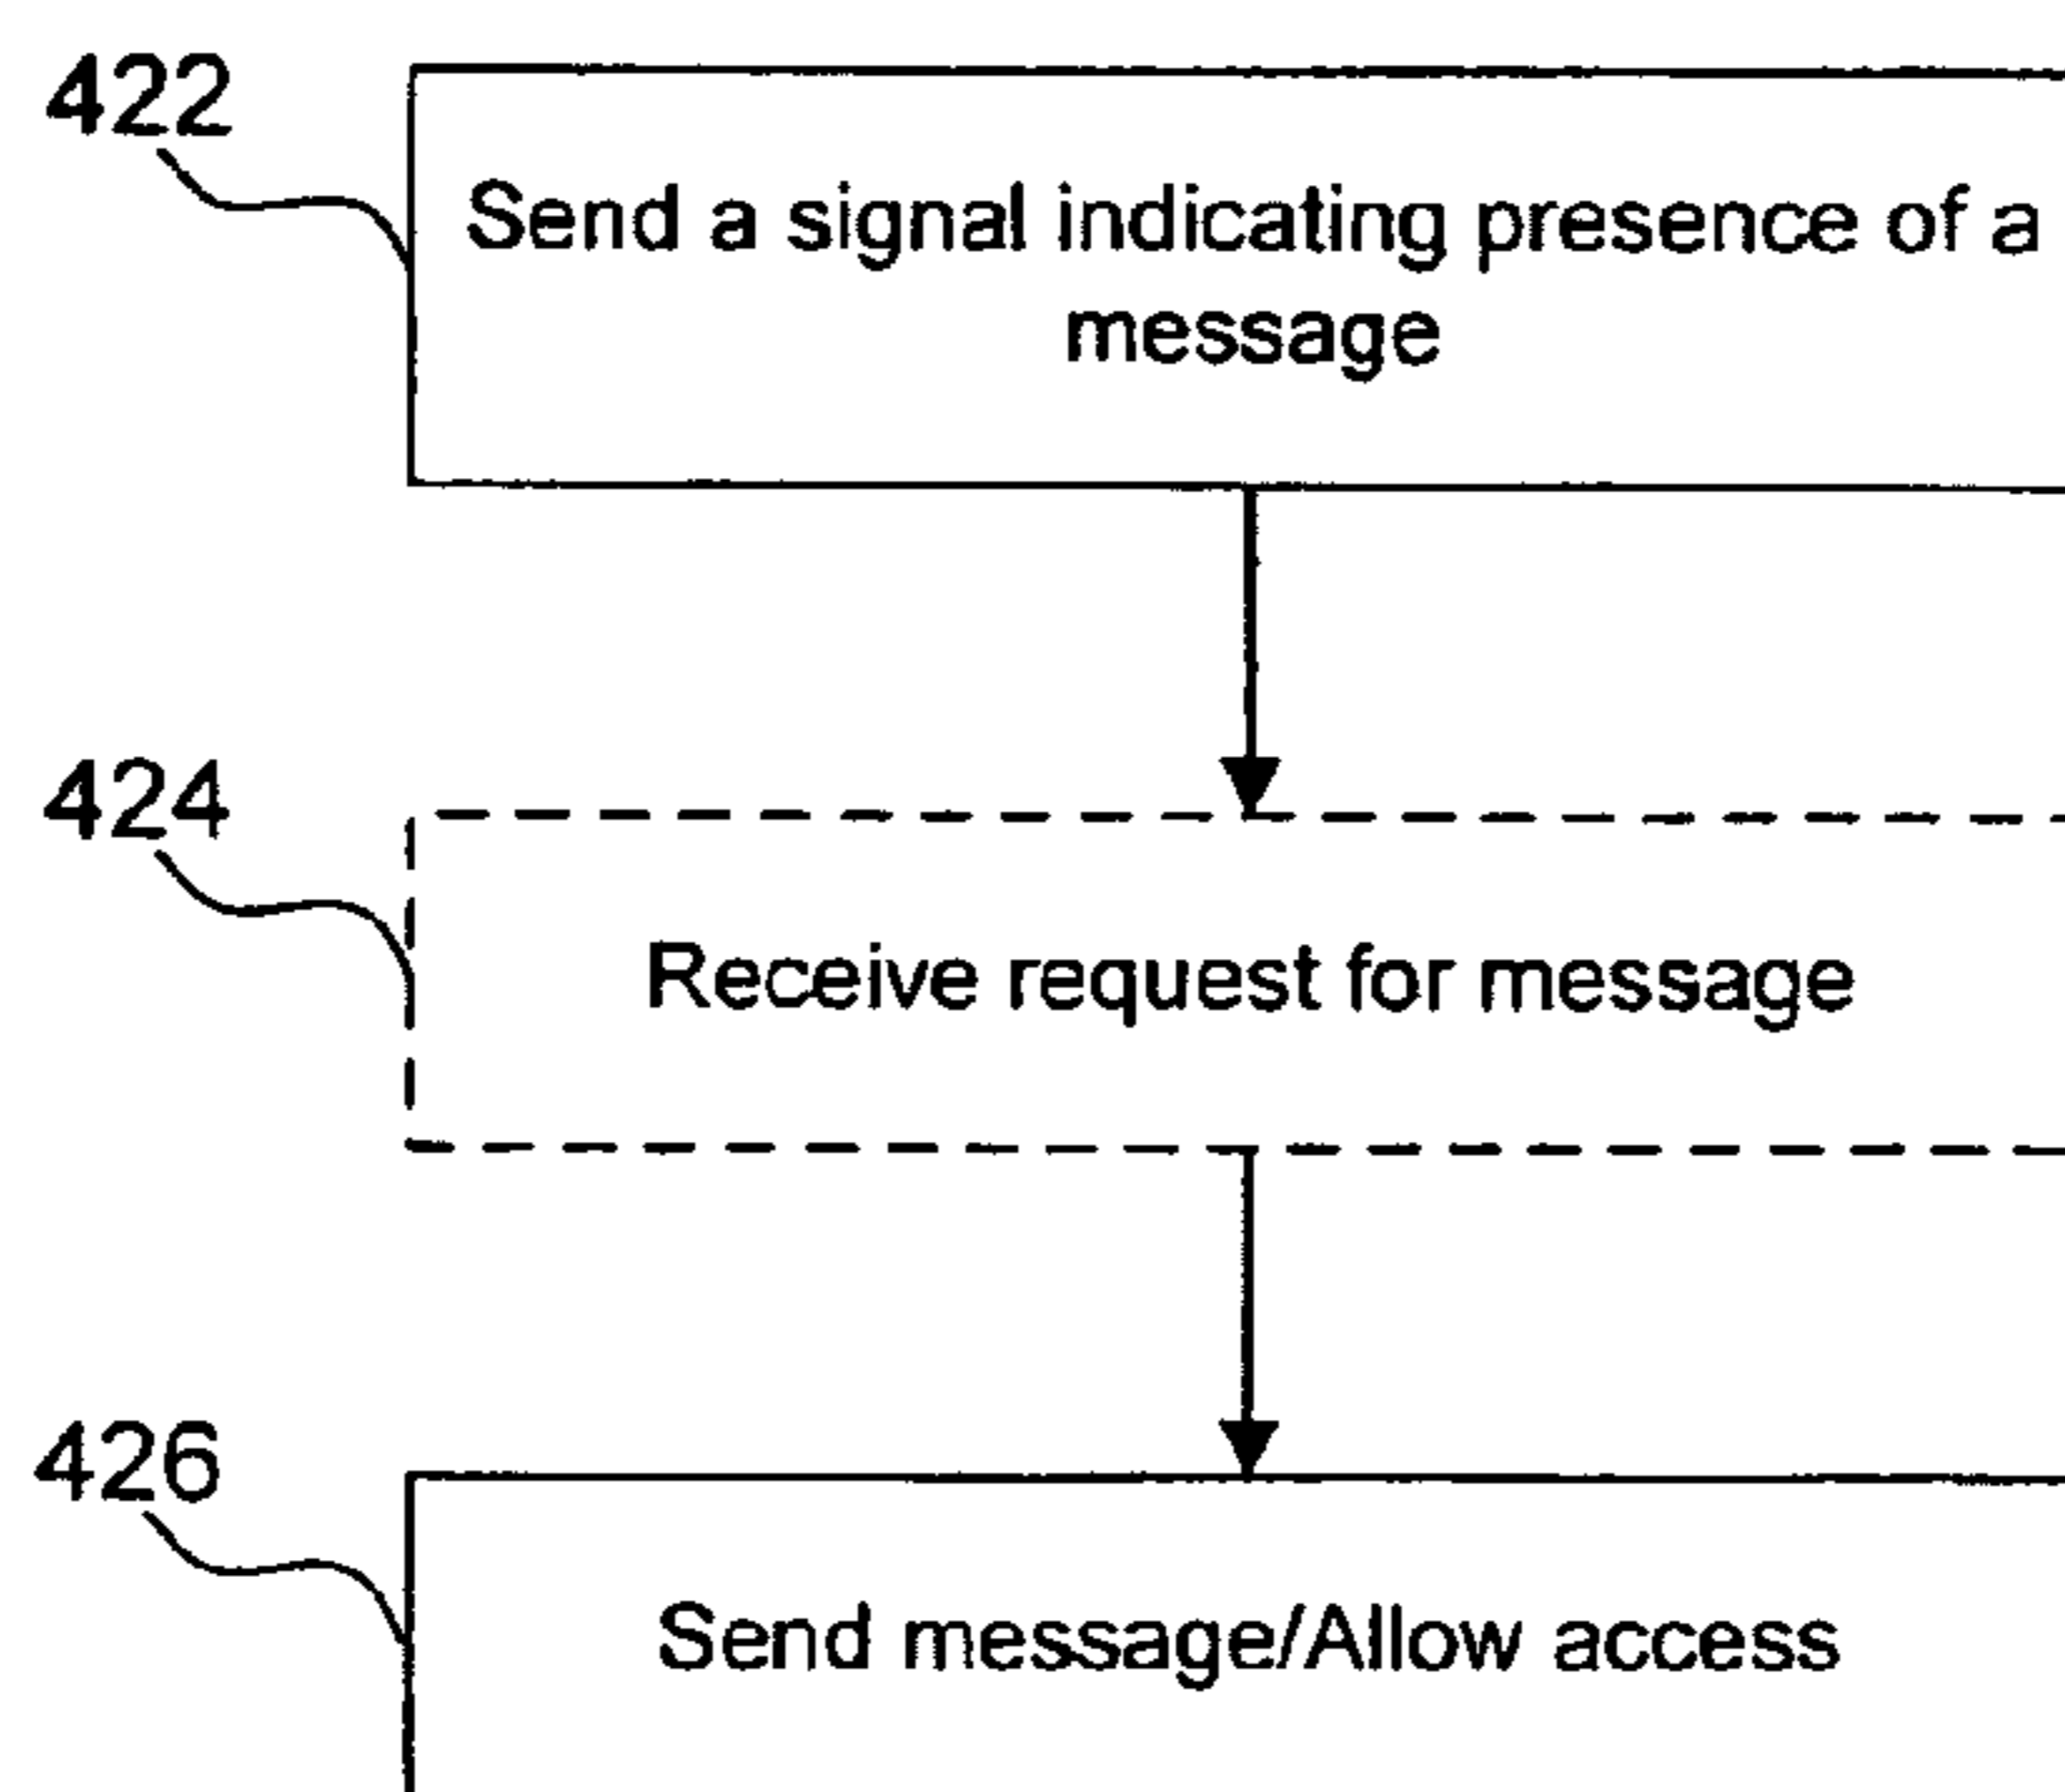 422
Send a signal indicating presence of a
message
424
Receive request for message
426
Send message/Allow access